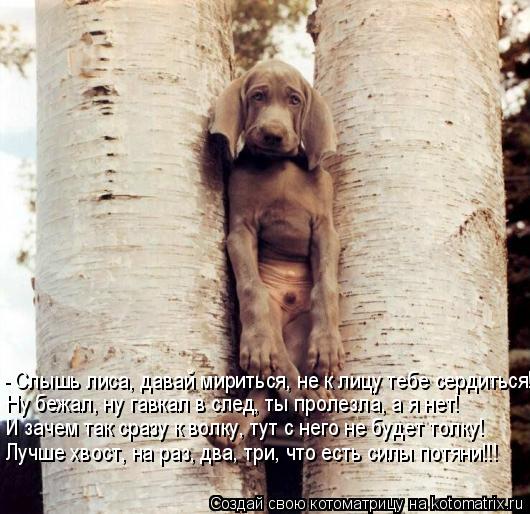 - Слышь лиса, давай мириться, не к лицу тебе сердиться!
Ну бежал, ну гавкал в след, ты пролезла, а я нет!
И зачем так сразу к волку, тут с него не будет толку!
Лучше хвост, на раз, два, три, что есть силы потяни!!!
Создай свою котоматрицу на kotomatrix.ru